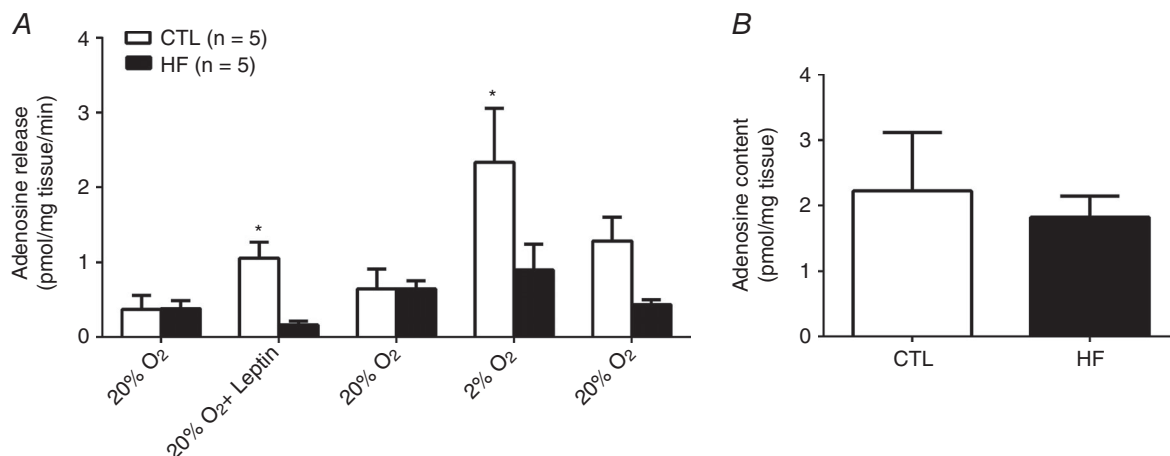 A
CTL (n = 5)
HF (n = 5)
Adenosine release
(pmol/mg tissue/min)
4
3
2
1
0
*
*
20% O2
20% O2+ Leptin
20% O2
2% O2
20% O2
B
Adenosine content
(pmol/mg tissue)
4
3
2
1
0
CTL
HF